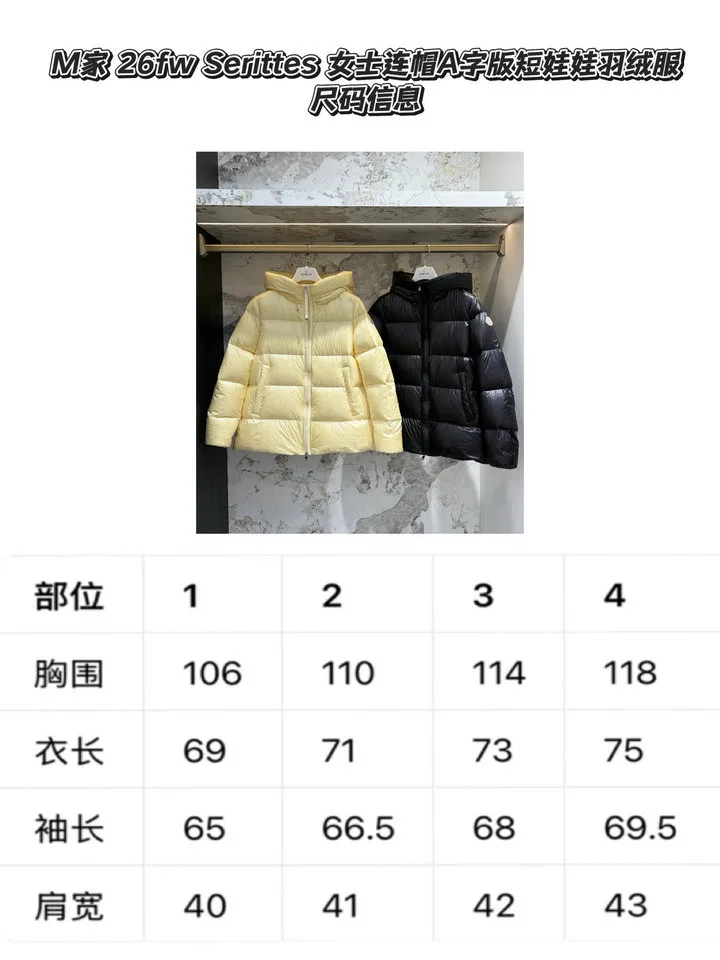 M家 26fw Serittes 女士连帽A字版短娃娃羽绒服
尺码信息
部位 1 2 3 4
胸围 106 110 114 118
衣长 69 71 73 75
袖长 65 66.5 68 69.5
肩宽 40 41 42 43